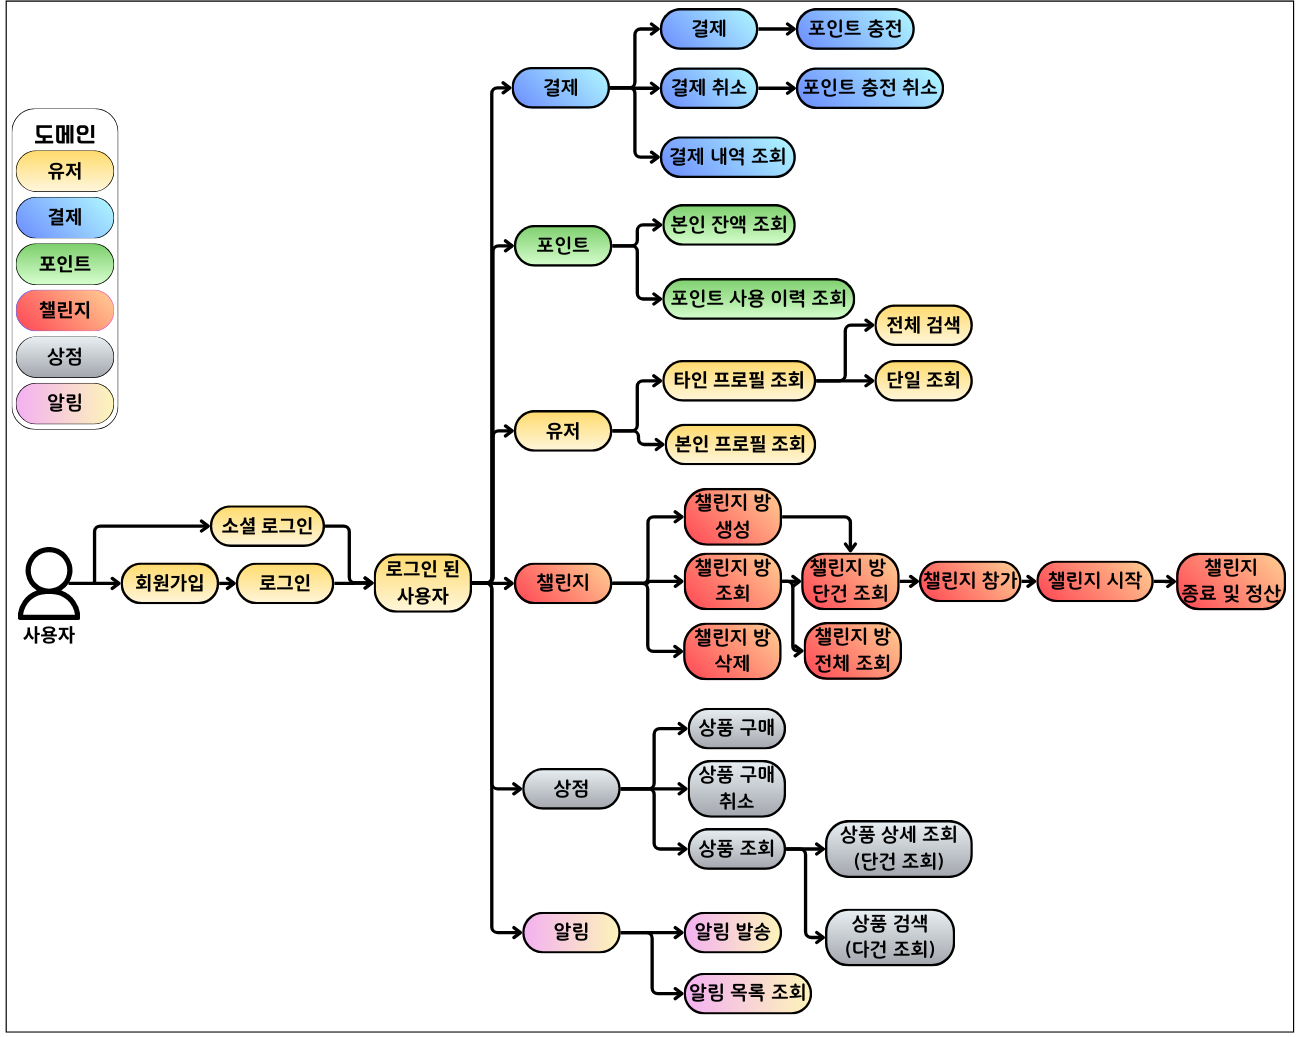 도메인
유저
결제
포인트
챌린지
상점
알림
사용자
소셜 로그인
회원가입
로그인
로그인 된
사용자
결제
결제
포인트 충전
결제 취소
포인트 충전 취소
결제 내역 조회
포인트
본인 잔액 조회
포인트 사용 이력 조회
유저
타인 프로필 조회
전체 검색
단일 조회
본인 프로필 조회
챌린지
챌린지 방
생성
챌린지 방
조회
챌린지 방
삭제
챌린지 방
단건 조회
챌린지 방
전체 조회
챌린지 참가
챌린지 시작
챌린지
종료 및 정산
상점
상품 구매
상품 구매
취소
상품 조회
상품 상세 조회
(단건 조회)
상품 검색
(다건 조회)
알림
알림 발송
알림 목록 조회